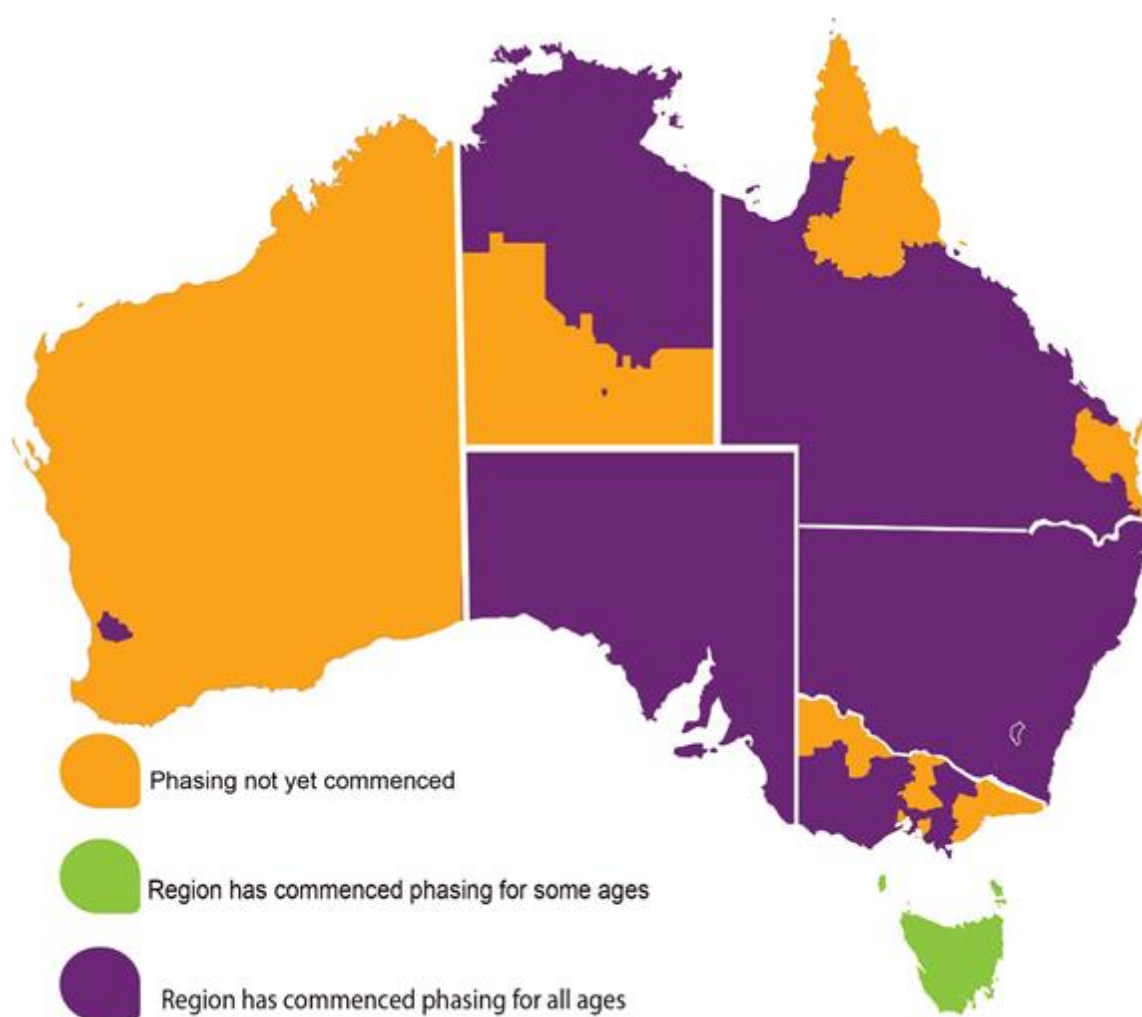 Phasing not yet commenced
Region has commenced phasing for some ages
Region has commenced phasing for all ages